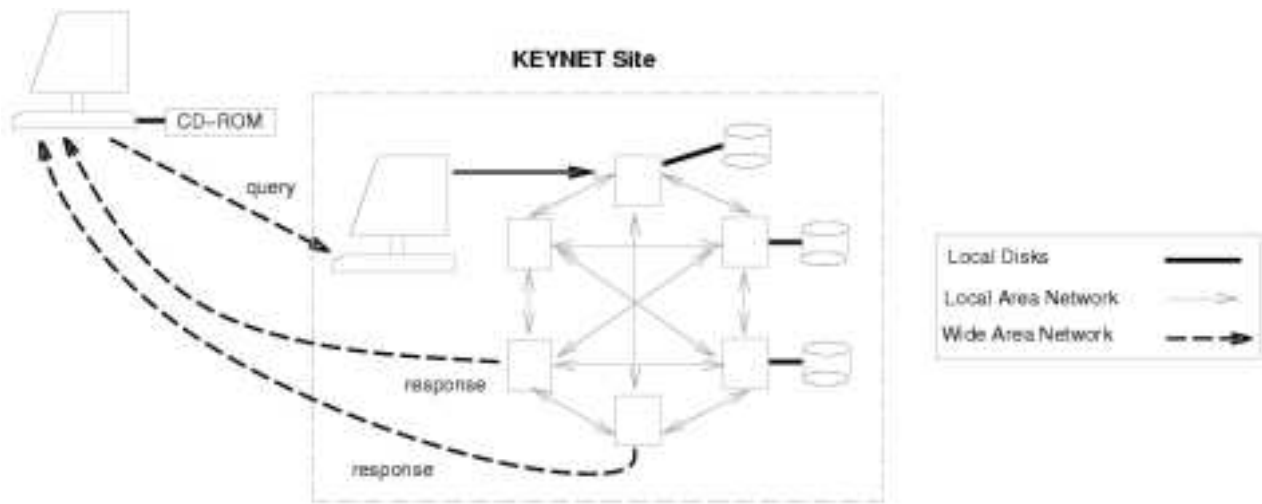 KEYNET Site
CD-ROM
query
response
response
Local Disks
Local Area Network
Wide Area Network